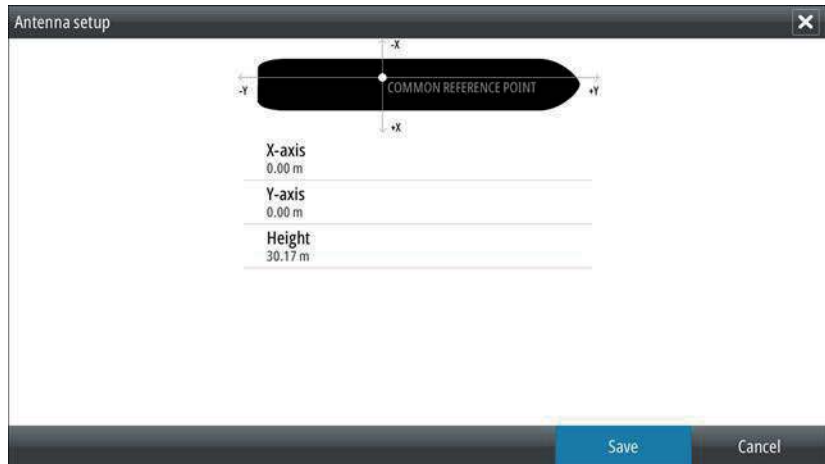 Antenna setup
-X
-Y
COMMON REFERENCE POINT
+Y
+X
X-axis
0.00 m
Y-axis
0.00 m
Height
30.17 m
Save
Cancel